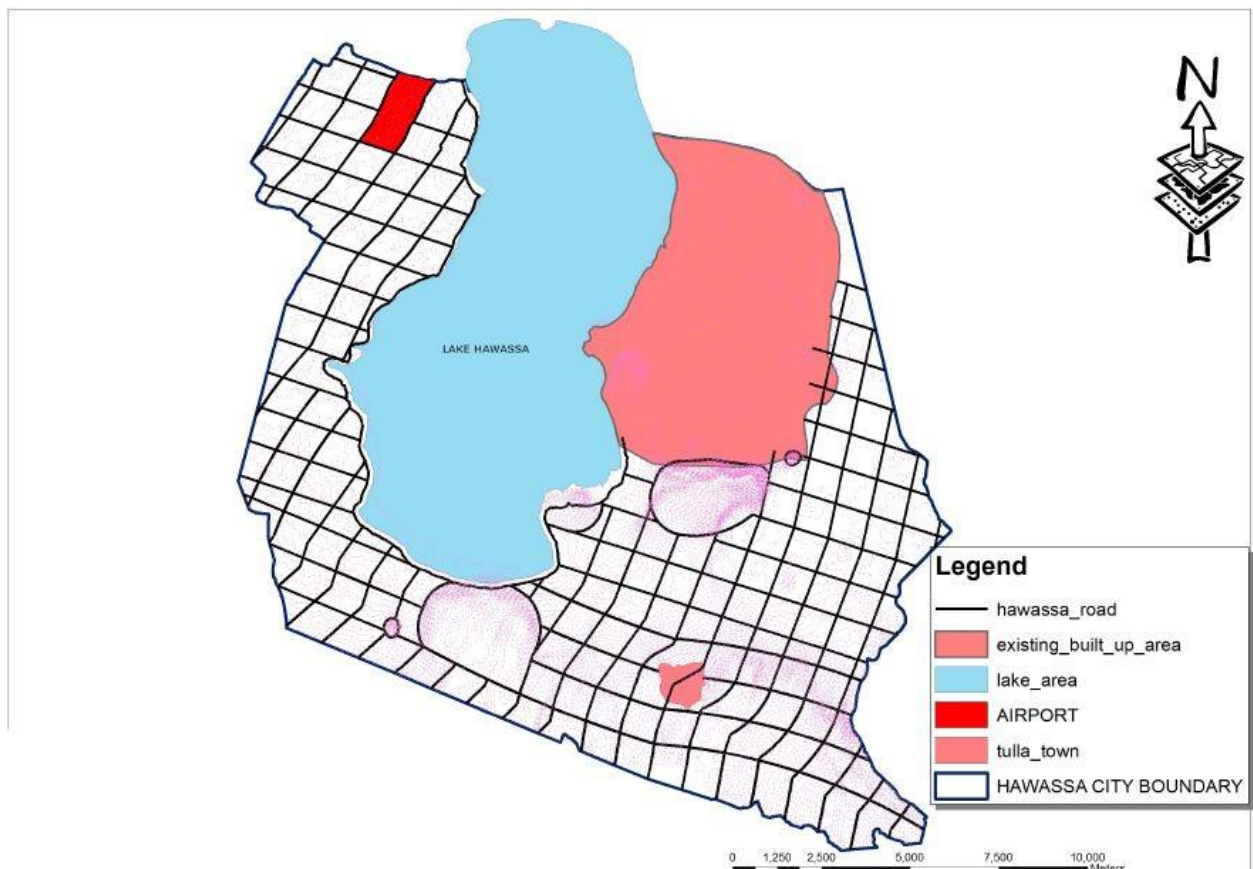 N
LAKE HAWASSA
Legend
hawassa_road
existing_built_up_area
lake_area
AIRPORT
tulla_town
HAWASSA CITY BOUNDARY
0 1,250 2,500 5,000 7,500 10,000
Meters